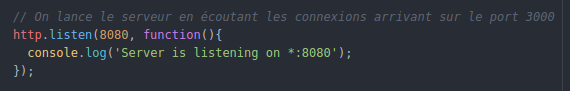 // On lance le serveur en écoutant les connexions arrivant sur le port 3000
http.listen(8080, function(){
  console.log('Server is listening on *:8080');
});